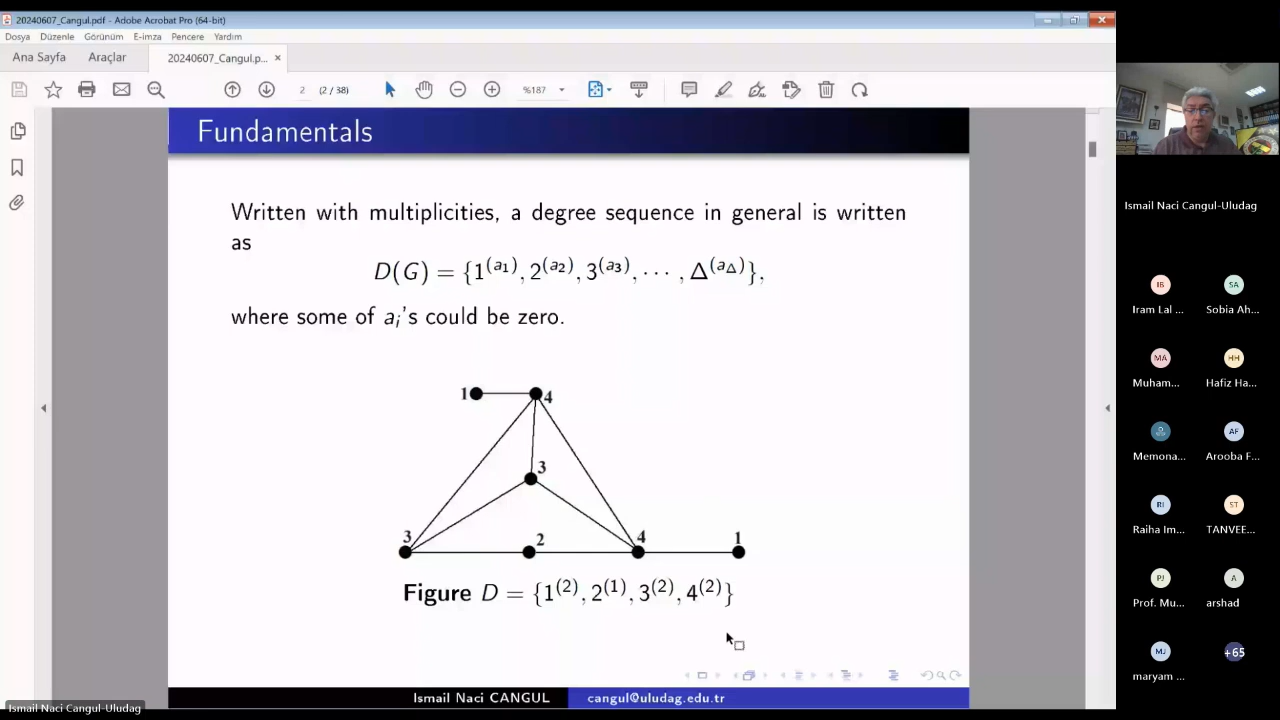 20240607_Cangul.pdf - Adobe Acrobat Pro (64-bit)
Dosya Düzenle Görünüm E-imza Pencere Yardım
Ana Sayfa Araçlar 20240607_Cangul.p... ×
2 (2 / 38) %187
Fundamentals
Written with multiplicities, a degree sequence in general is written
as
D(G) = {1^(a₁), 2^(a₂), 3^(a₃), ⋯ , Δ^(a_Δ)},
where some of aᵢ's could be zero.
1 4
3
3 2 4 1
Figure D = {1^(2), 2^(1), 3^(2), 4^(2)}
Ismail Naci CANGUL cangul@uludag.edu.tr
Ismail Naci Cangul-Uludag
Ismail Naci Cangul-Uludag
IB SA
Iram Lal ... Sobia Ah...
MA HH
Muham... Hafiz Ha...
AF
Memona... Arooba F...
RI ST
Raiha Im... TANVEE...
PJ A
Prof. Mu... arshad
MJ +65
maryam ...